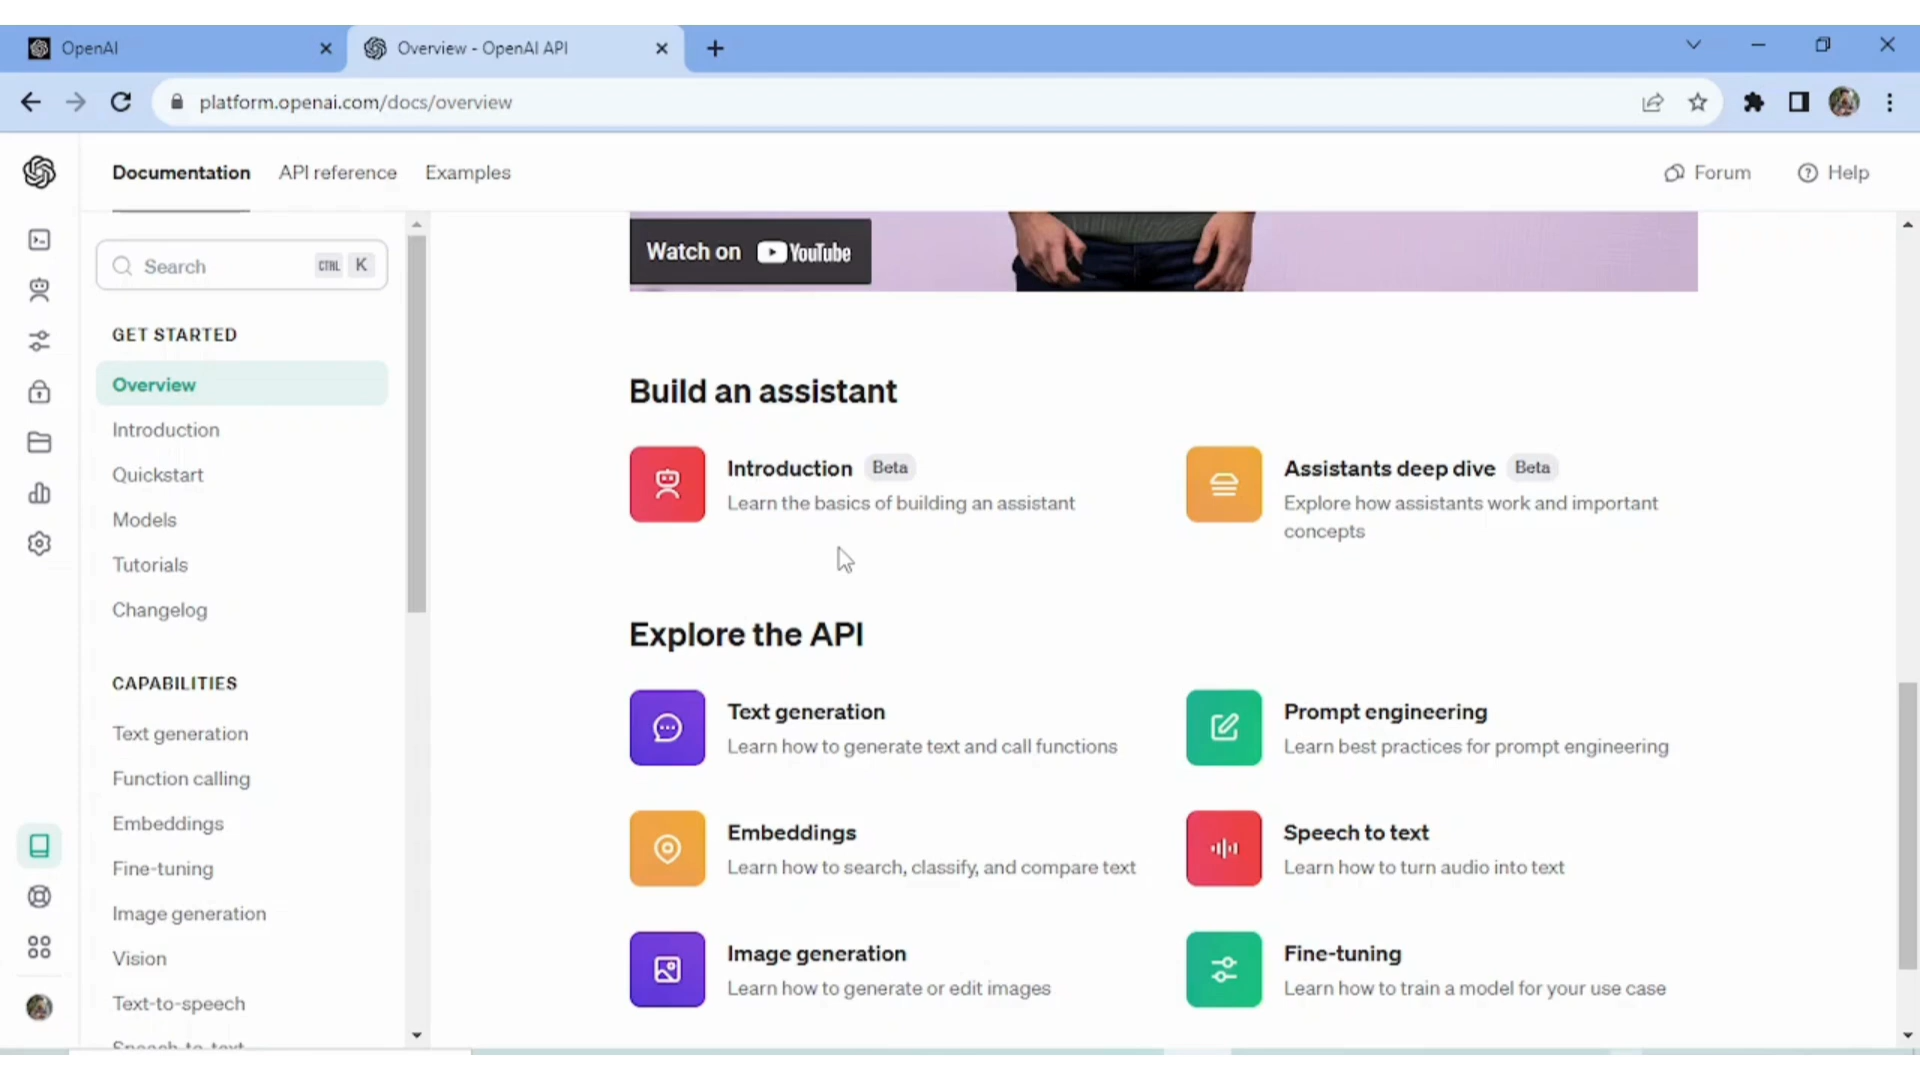 OpenAI
Overview - OpenAI API
platform.openai.com/docs/overview
Documentation
API reference
Examples
Forum
Help
Search
CTRL K
GET STARTED
Overview
Introduction
Quickstart
Models
Tutorials
Changelog
CAPABILITIES
Text generation
Function calling
Embeddings
Fine-tuning
Image generation
Vision
Text-to-speech
Speech-to-text
Watch on YouTube
Build an assistant
Introduction Beta
Learn the basics of building an assistant
Assistants deep dive Beta
Explore how assistants work and important
concepts
Explore the API
Text generation
Learn how to generate text and call functions
Prompt engineering
Learn best practices for prompt engineering
Embeddings
Learn how to search, classify, and compare text
Speech to text
Learn how to turn audio into text
Image generation
Learn how to generate or edit images
Fine-tuning
Learn how to train a model for your use case